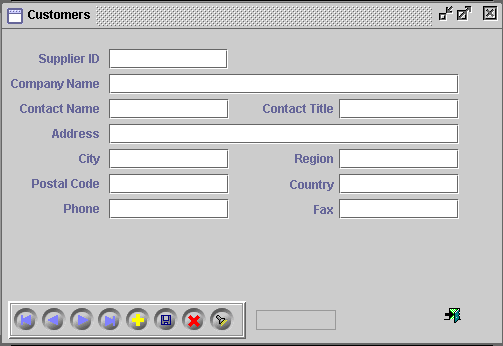 Customers
Supplier ID
Company Name
Contact Name Contact Title
Address
City Region
Postal Code Country
Phone Fax